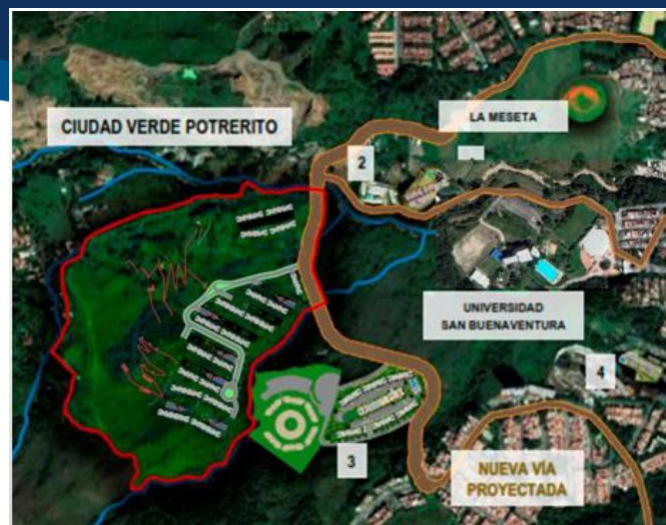 CIUDAD VERDE POTRERITO
LA MESETA
2
UNIVERSIDAD
SAN BUENAVENTURA
4
3
NUEVA VÍA
PROYECTADA